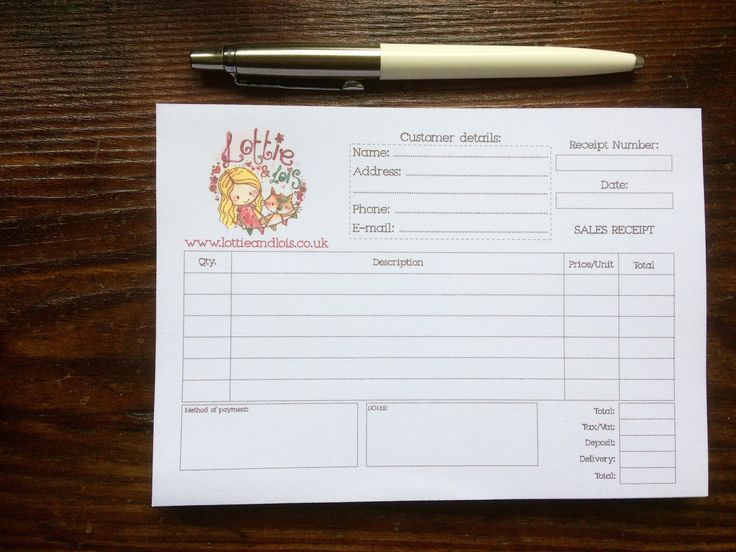 Lottie
& Lois
www.lottieandlois.co.uk
Customer details:
Name:
Address:
Phone:
E-mail:
Receipt Number:
Date:
SALES RECEIPT
Qty. Description Price/Unit Total
Method of payment:
NOTES:
Total:
Tax/Vat:
Deposit:
Delivery:
Total: